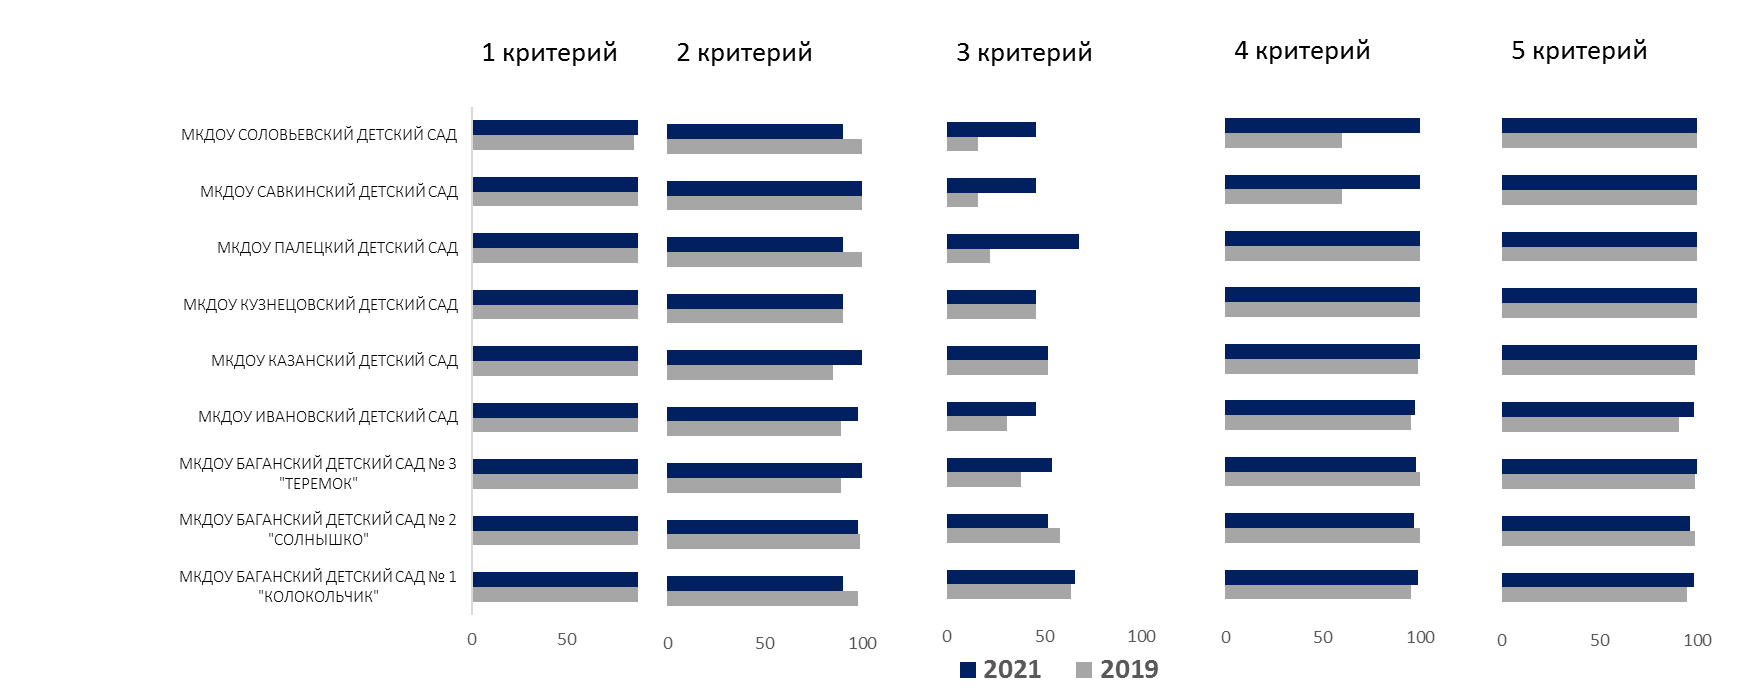 1 критерий 2 критерий 3 критерий 4 критерий 5 критерий
МКДОУ СОЛОВЬЕВСКИЙ ДЕТСКИЙ САД
МКДОУ САВКИНСКИЙ ДЕТСКИЙ САД
МКДОУ ПАЛЕЦКИЙ ДЕТСКИЙ САД
МКДОУ КУЗНЕЦОВСКИЙ ДЕТСКИЙ САД
МКДОУ КАЗАНСКИЙ ДЕТСКИЙ САД
МКДОУ ИВАНОВСКИЙ ДЕТСКИЙ САД
МКДОУ БАГАНСКИЙ ДЕТСКИЙ САД № 3
"ТЕРЕМОК"
МКДОУ БАГАНСКИЙ ДЕТСКИЙ САД № 2
"СОЛНЫШКО"
МКДОУ БАГАНСКИЙ ДЕТСКИЙ САД № 1
"КОЛОКОЛЬЧИК"
0 50 0 50 100 0 50 100 0 50 100 0 50 100
2021 2019